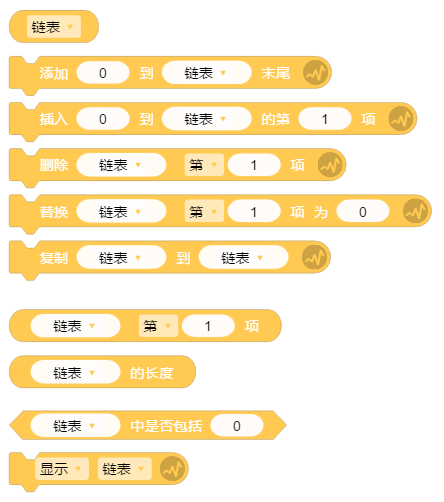 链表
添加 0 到 链表 末尾
插入 0 到 链表 的第 1 项
删除 链表 第 1 项
替换 链表 第 1 项 为 0
复制 链表 到 链表
链表 第 1 项
链表 的长度
链表 中是否包括 0
显示 链表